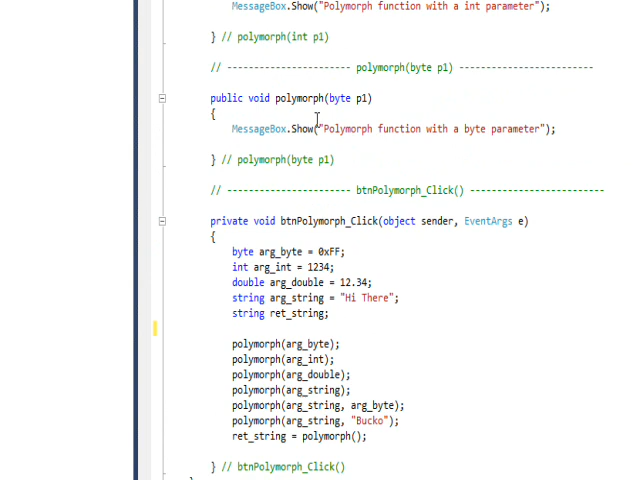 MessageBox.Show("Polymorph function with a int parameter");
} // polymorph(int p1)
// ----------------------- polymorph(byte p1) -------------------------
public void polymorph(byte p1)
{
MessageBox.Show("Polymorph function with a byte parameter");
} // polymorph(byte p1)
// ----------------------- btnPolymorph_Click() -------------------------
private void btnPolymorph_Click(object sender, EventArgs e)
{
byte arg_byte = 0xFF;
int arg_int = 1234;
double arg_double = 12.34;
string arg_string = "Hi There";
string ret_string;
polymorph(arg_byte);
polymorph(arg_int);
polymorph(arg_double);
polymorph(arg_string);
polymorph(arg_string, arg_byte);
polymorph(arg_string, "Bucko");
ret_string = polymorph();
} // btnPolymorph_Click()